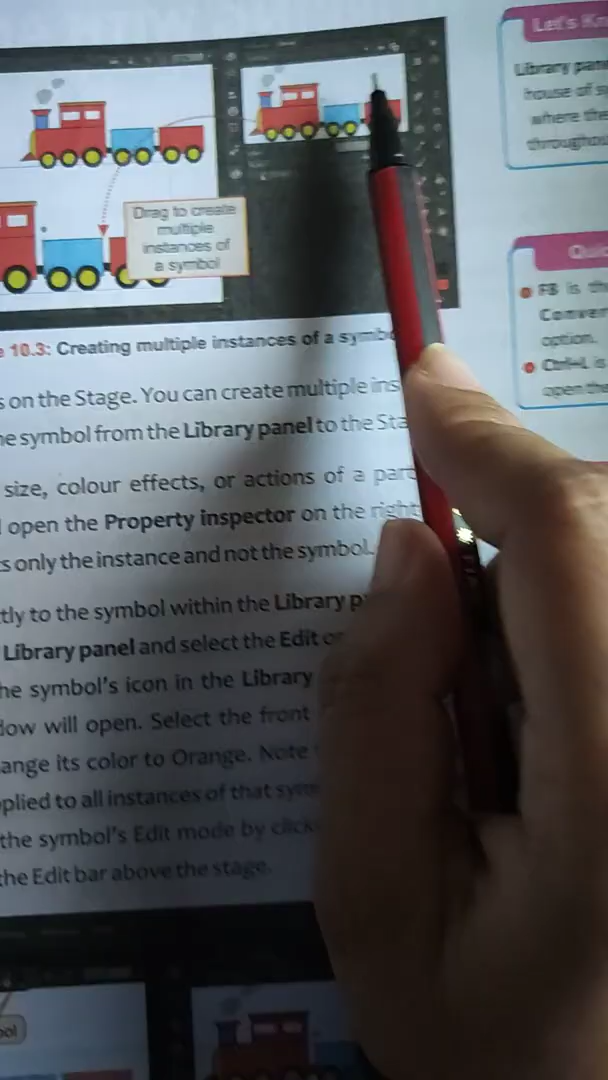 Drag to create
multiple
instances of
a symbol
10.3: Creating multiple instances of a symbo
s on the Stage. You can create multiple ins
he symbol from the Library panel to the Sta
size, colour effects, or actions of a part
open the Property inspector on the right
s only the instance and not the symbol.
tly to the symbol within the Library p
Library panel and select the Edit o
he symbol's icon in the Library
dow will open. Select the front
ange its color to Orange. Note
pplied to all instances of that sym
the symbol's Edit mode by click
the Edit bar above the stage.
bol
Let's Kn
Library pan
house of s
where the
througho
Quic
F8 is th
Conver
option.
Ctrl+L is
open the